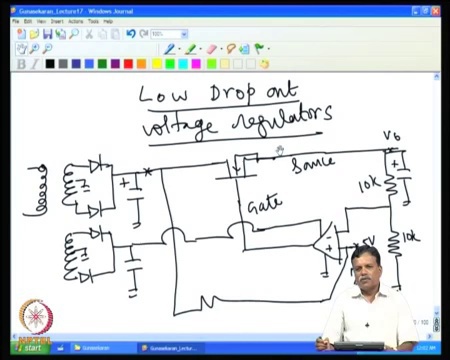 Gunasekaran_Lecture17 - Windows Journal
File Edit View Insert Actions Tools Help
100%
B I
Low Drop out
voltage regulators
Vo
Source
10k
Gate
10k
5V
start
Gunasekaran
Gunasekaran_Lecture...